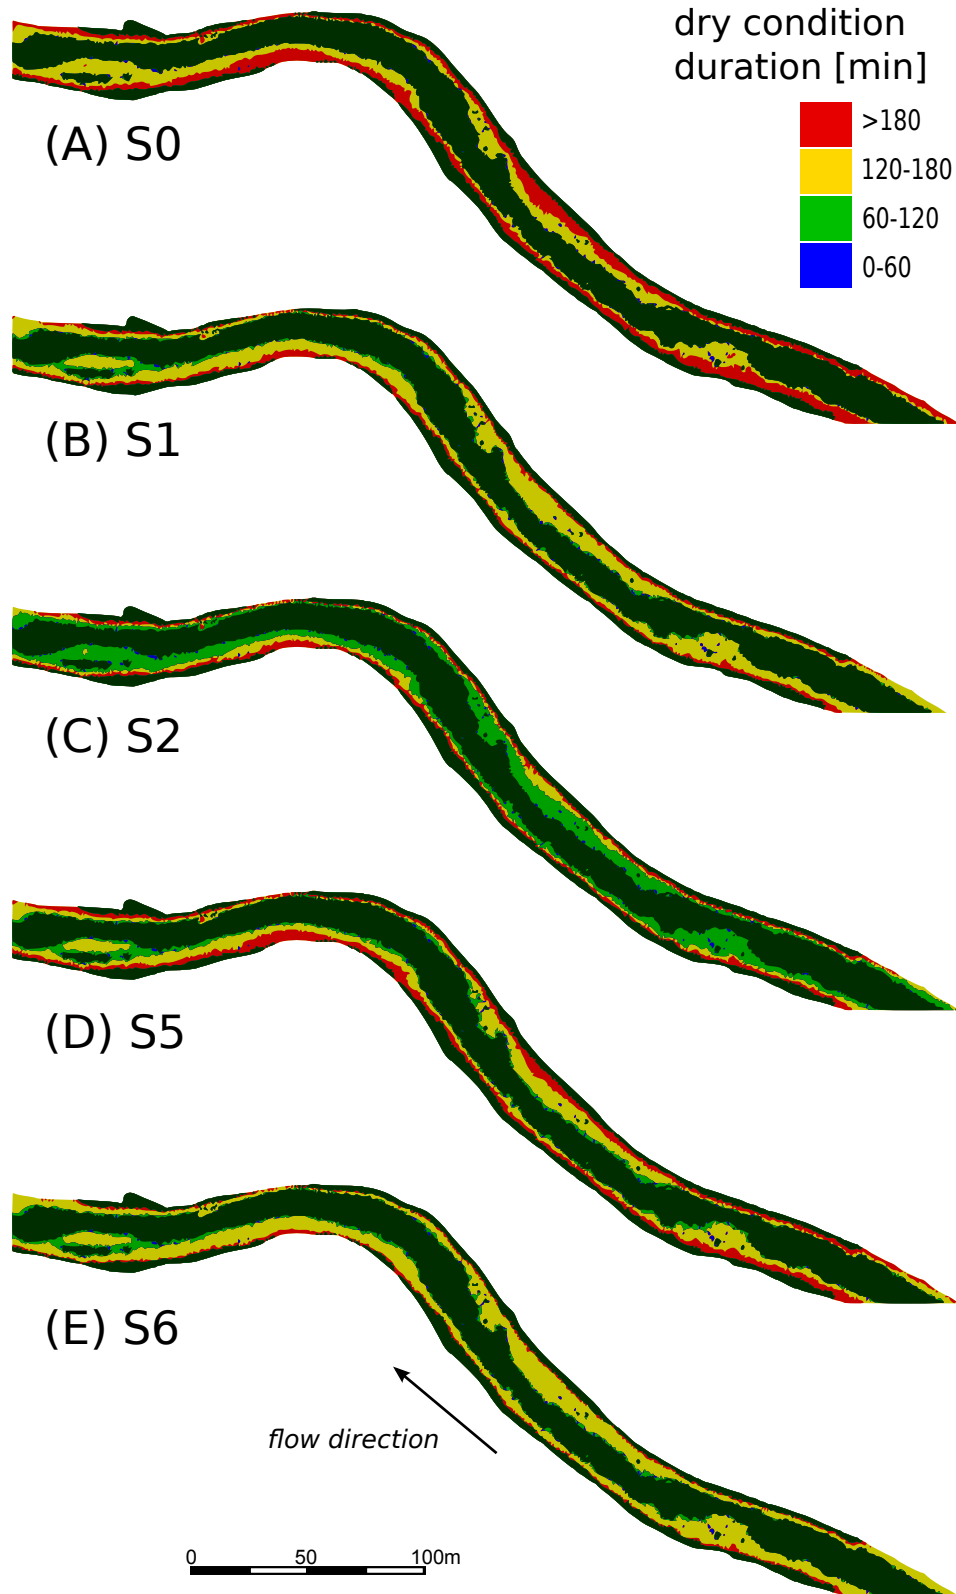 dry condition
duration [min]
>180
120-180
60-120
0-60
(A) S0
(B) S1
(C) S2
(D) S5
(E) S6
flow direction
0 50 100m